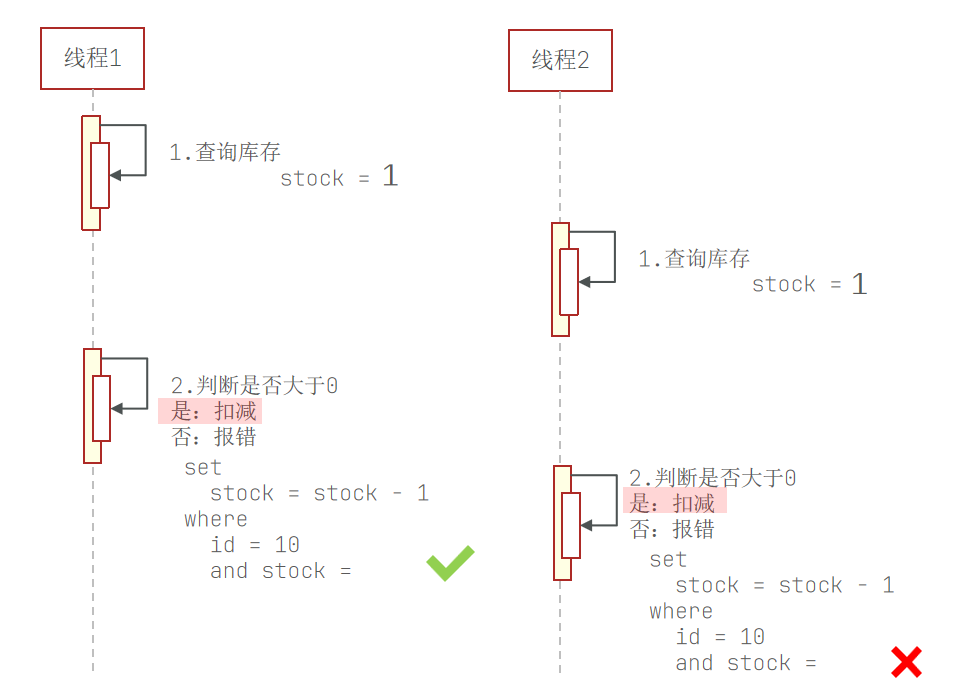 线程1
1.查询库存
stock = 1
2.判断是否大于0
是：扣减
否：报错
set
stock = stock - 1
where
id = 10
and stock =
线程2
1.查询库存
stock = 1
2.判断是否大于0
是：扣减
否：报错
set
stock = stock - 1
where
id = 10
and stock =